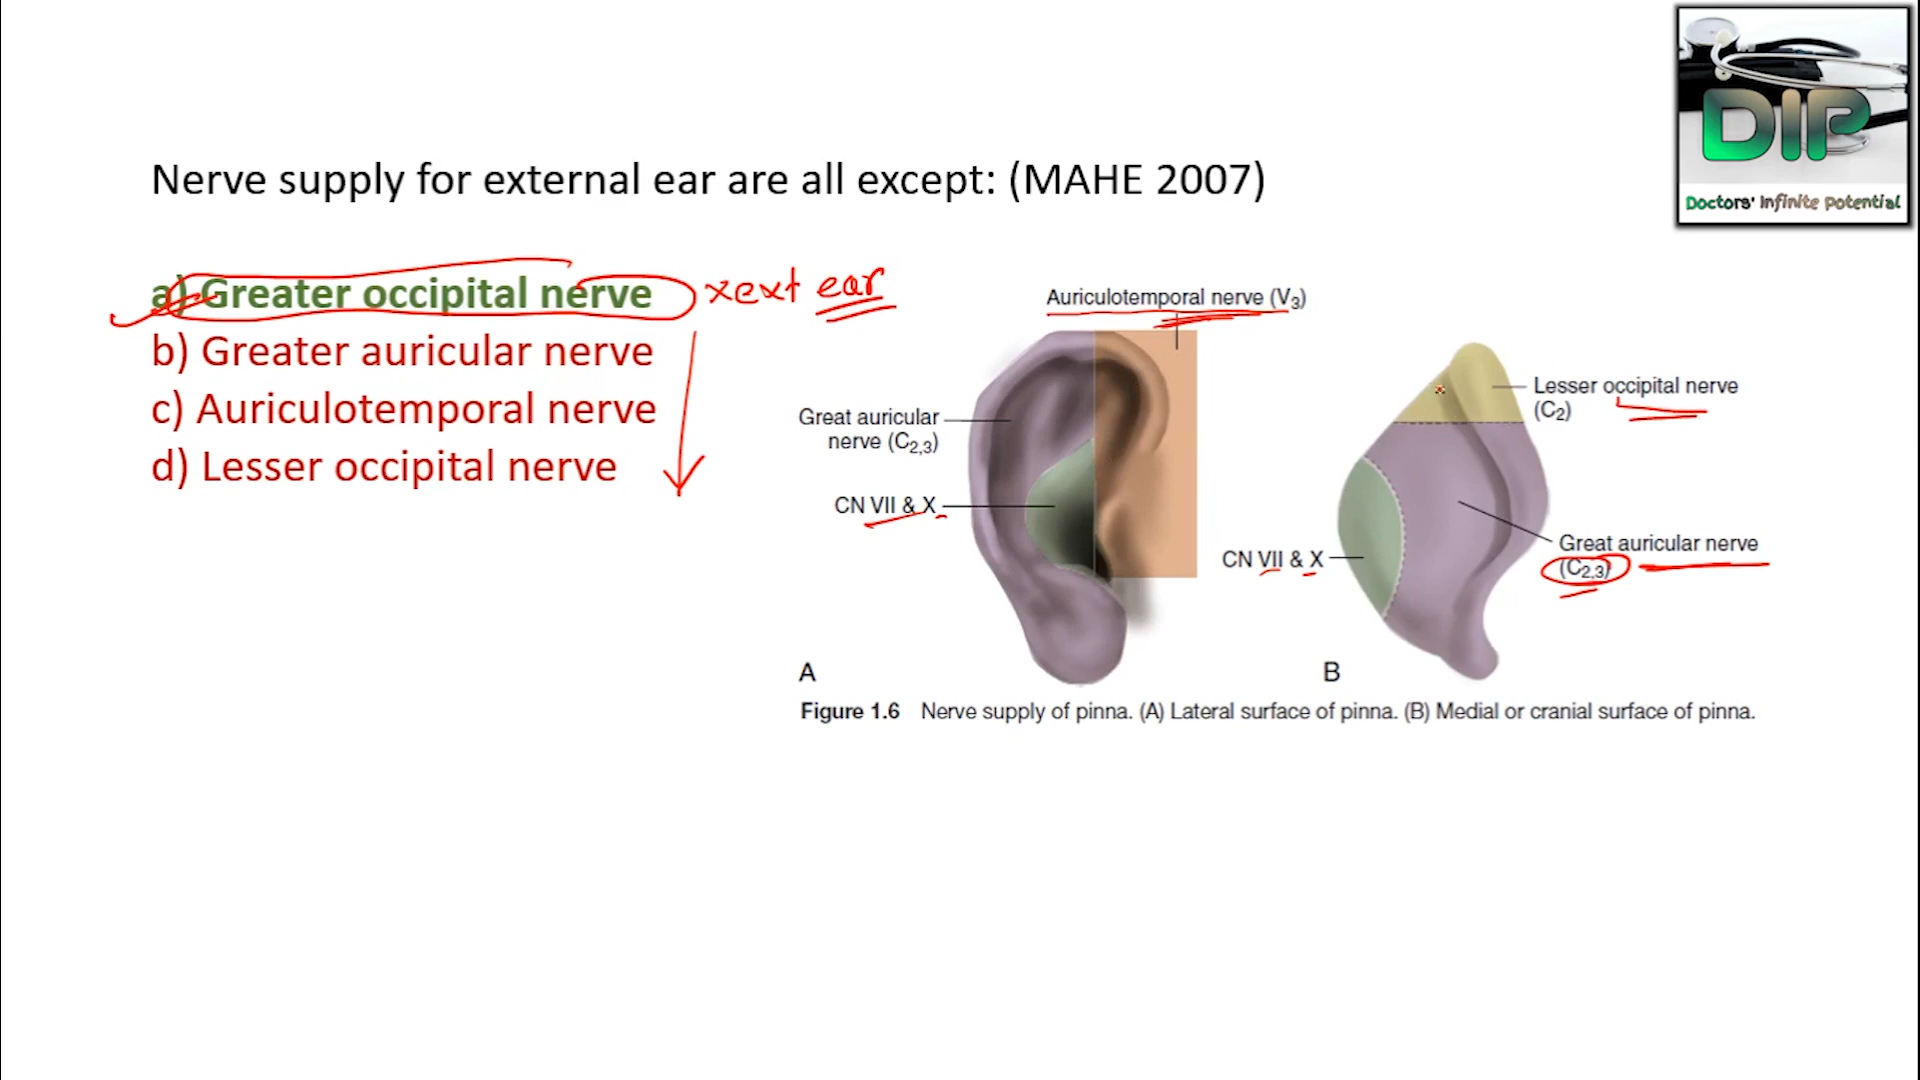 DIP
Doctors' Infinite Potential
Nerve supply for external ear are all except: (MAHE 2007)
a) Greater occipital nerve
x ext ear
b) Greater auricular nerve
c) Auriculotemporal nerve
d) Lesser occipital nerve
Auriculotemporal nerve (V3)
Great auricular
nerve (C2,3)
CN VII & X
Lesser occipital nerve
(C2)
Great auricular nerve
(C2,3)
CN VII & X
A
B
Figure 1.6 Nerve supply of pinna. (A) Lateral surface of pinna. (B) Medial or cranial surface of pinna.